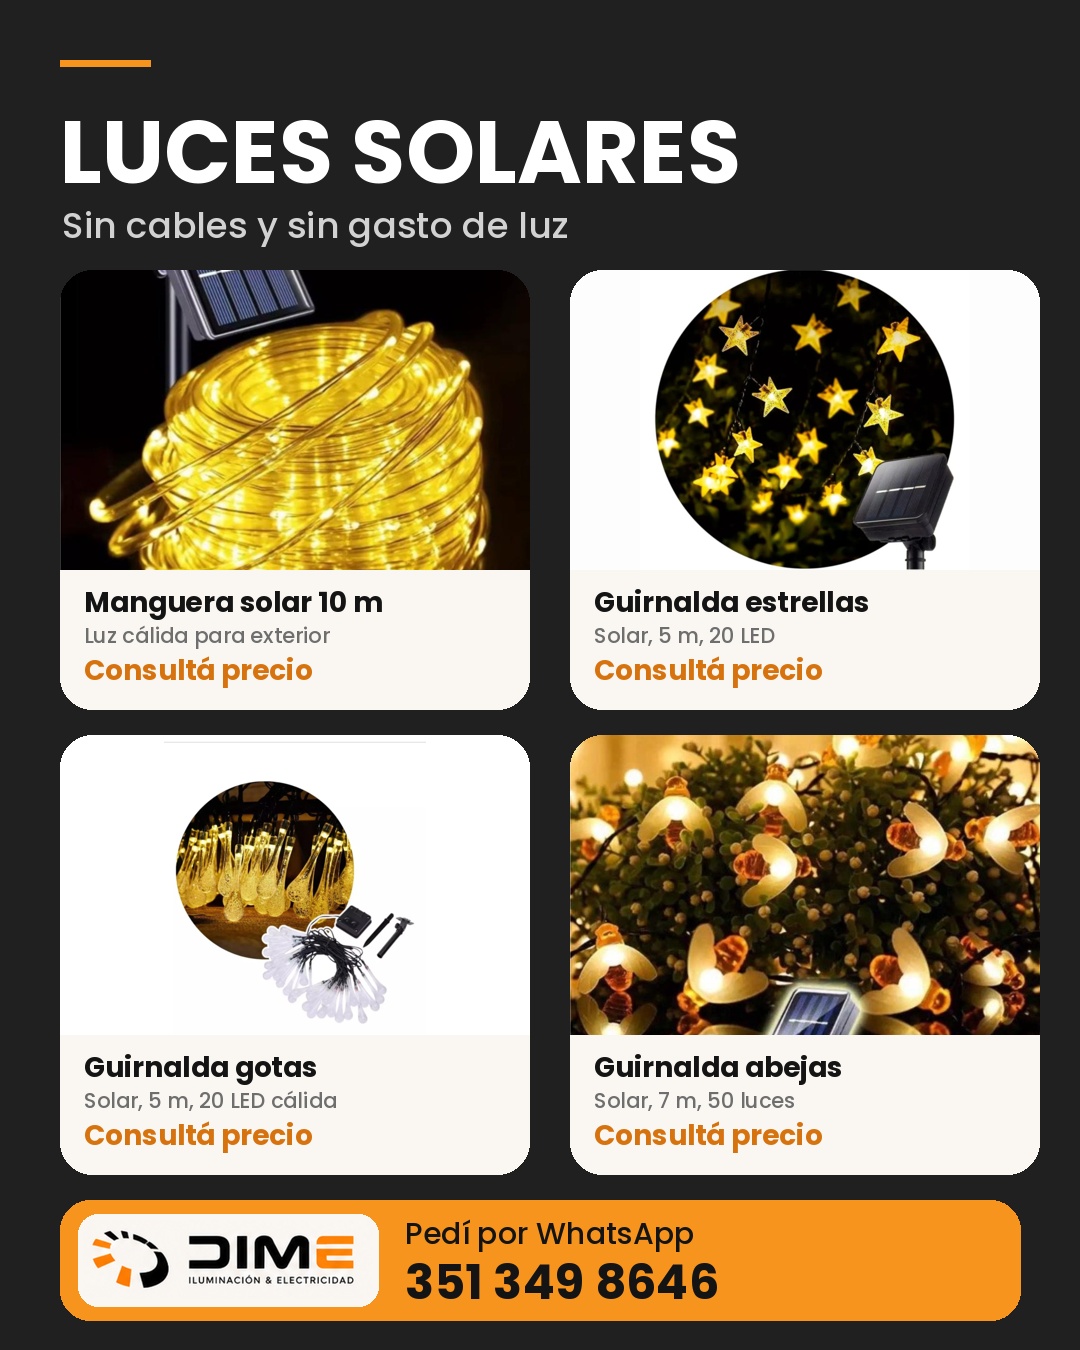 LUCES SOLARES
Sin cables y sin gasto de luz
Manguera solar 10 m
Luz cálida para exterior
Consultá precio
Guirnalda estrellas
Solar, 5 m, 20 LED
Consultá precio
Guirnalda gotas
Solar, 5 m, 20 LED cálida
Consultá precio
Guirnalda abejas
Solar, 7 m, 50 luces
Consultá precio
DIME
ILUMINACIÓN & ELECTRICIDAD
Pedí por WhatsApp
351 349 8646